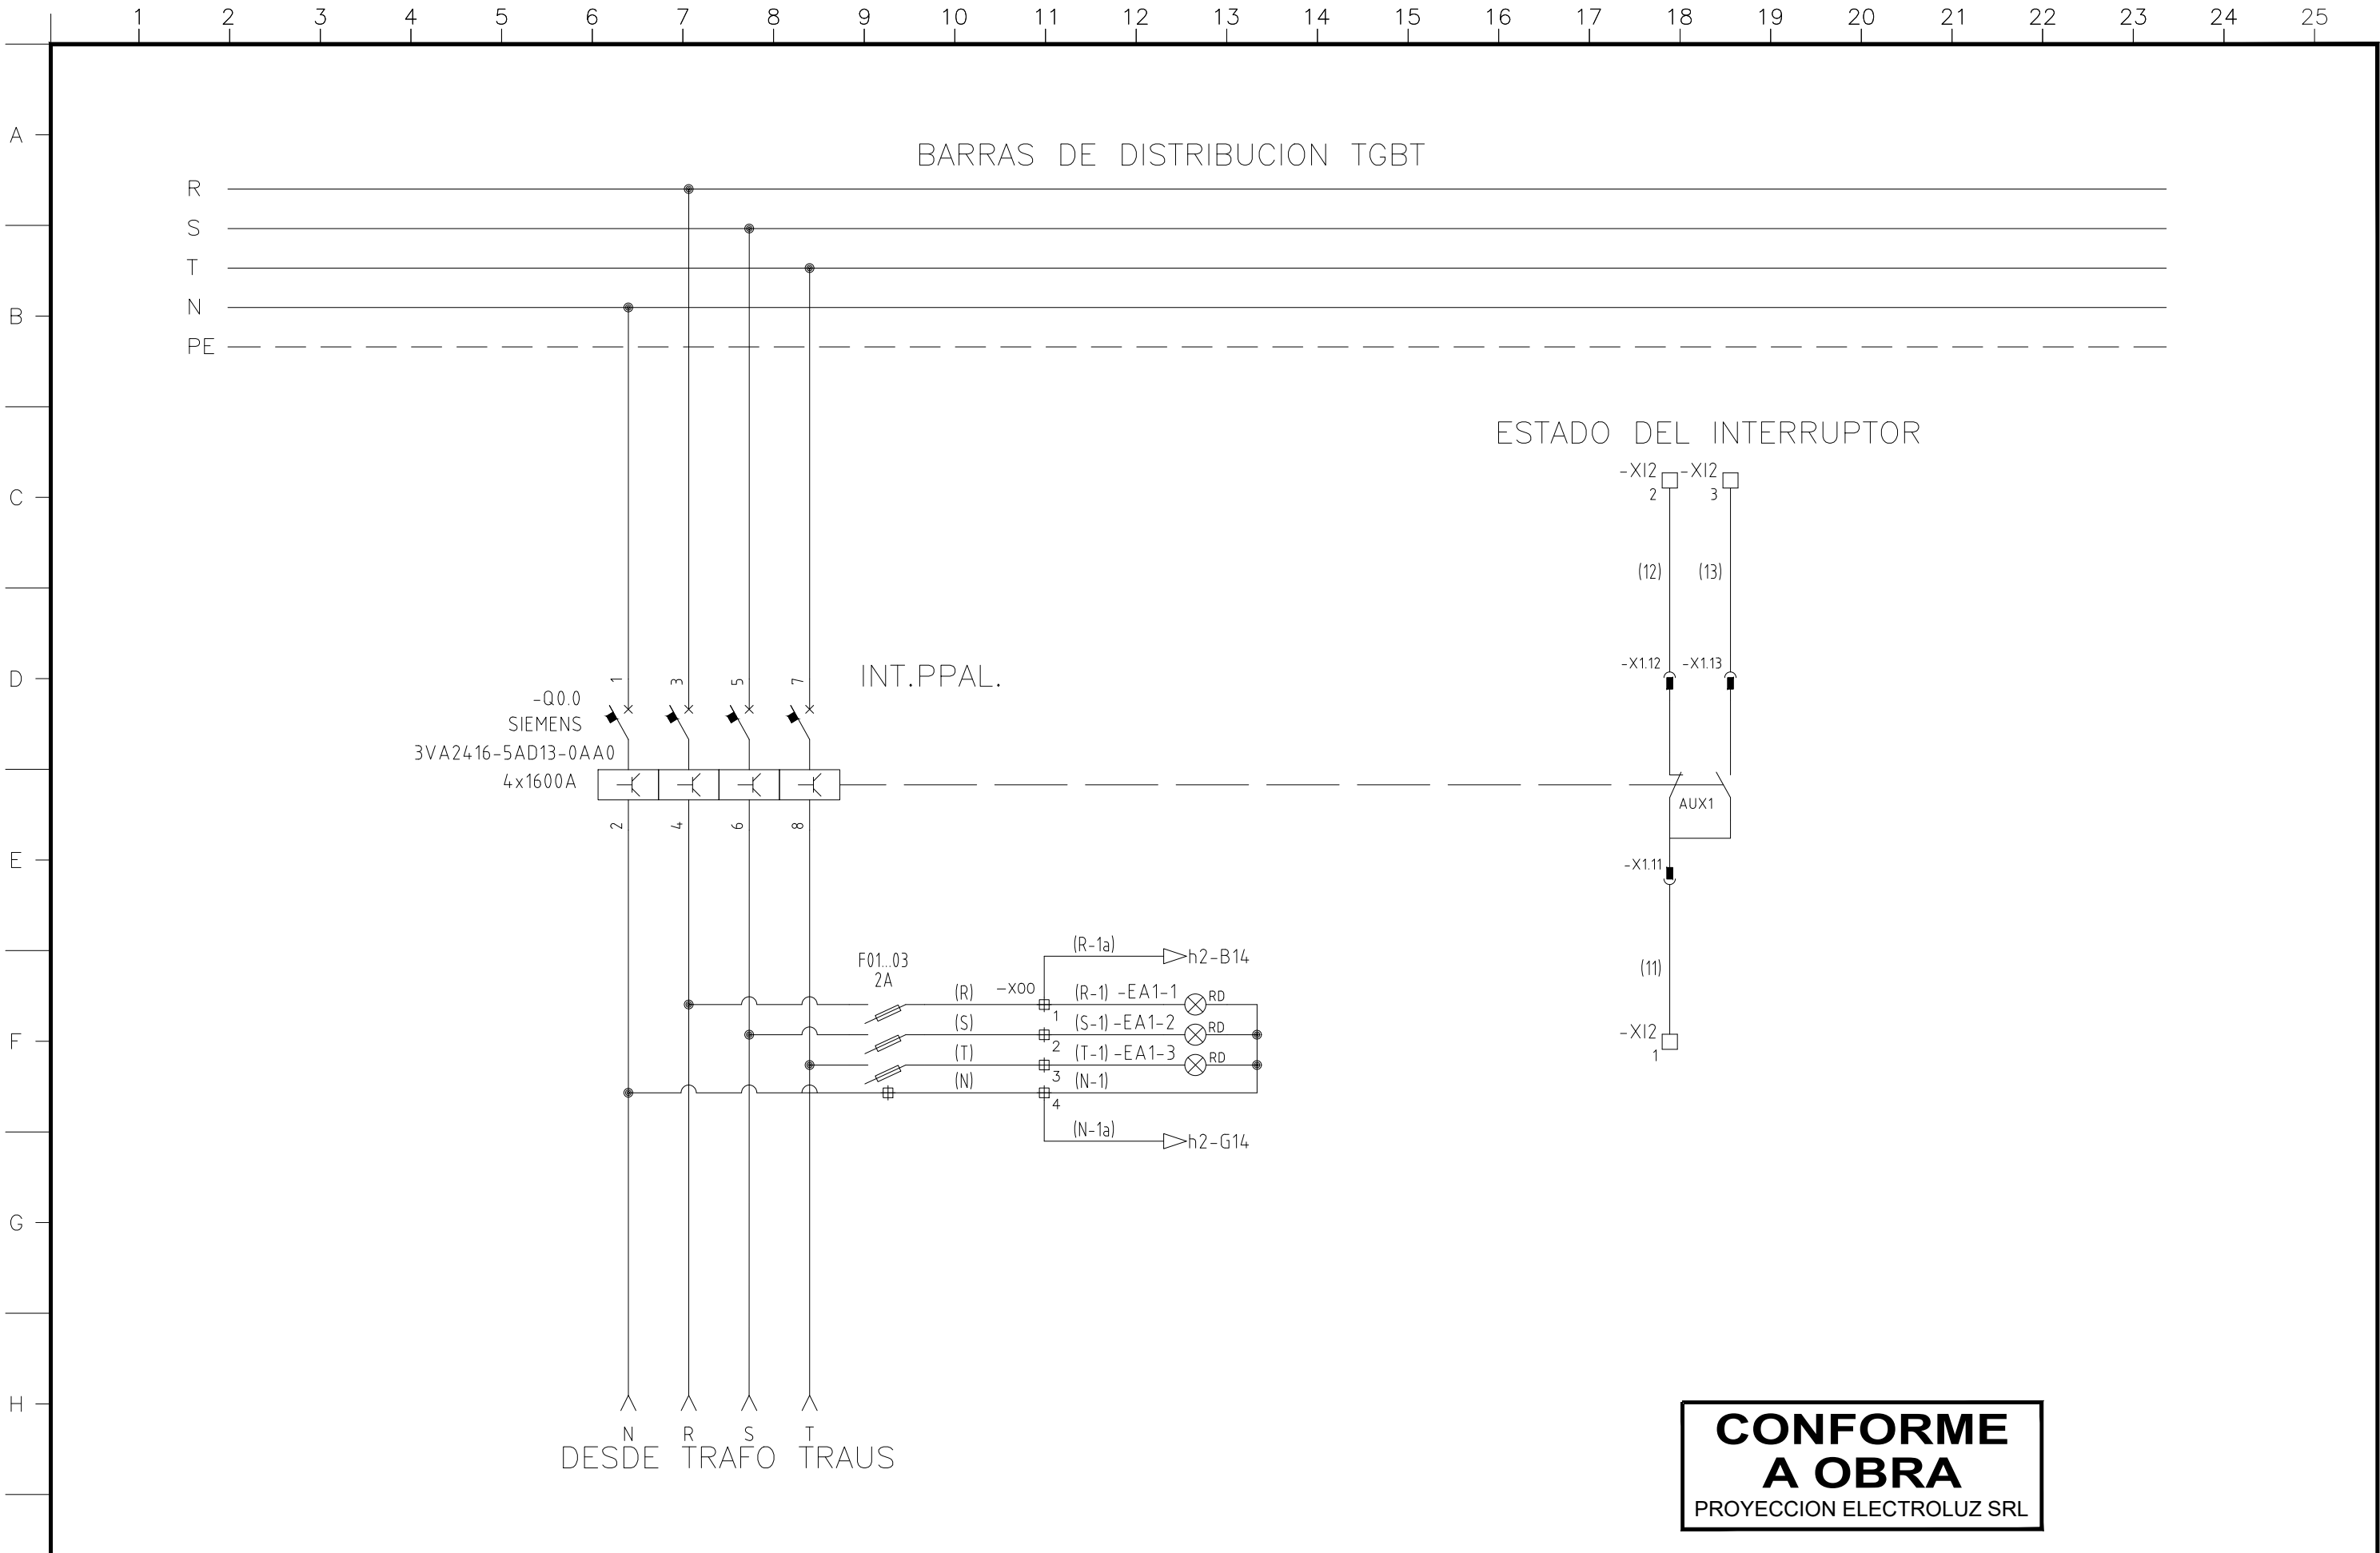 1 2 3 4 5 6 7 8 9 10 11 12 13 14 15 16 17 18 19 20 21 22 23 24 25
A
BARRAS DE DISTRIBUCION TGBT
R
S
T
N
B
PE
ESTADO DEL INTERRUPTOR
-XI2 -XI2
C
2 3
(12) (13)
-X1.12 -X1.13
D
1 3 5 7
INT.PPAL.
-Q0.0
SIEMENS
3VA2416-5AD13-0AA0
4x1600A
AUX1
2 4 6 8
E
-X1.11
(R-1a)
h2-B14
F01...03
2A
(11)
(R) -X00 (R-1) -EA1-1 RD
1
(S) (S-1) -EA1-2 RD
F
-XI2
2
1
(T) (T-1) -EA1-3 RD
3
(N) (N-1)
4
(N-1a)
h2-G14
G
H
N R S T
DESDE TRAFO TRAUS
CONFORME
A OBRA
PROYECCION ELECTROLUZ SRL